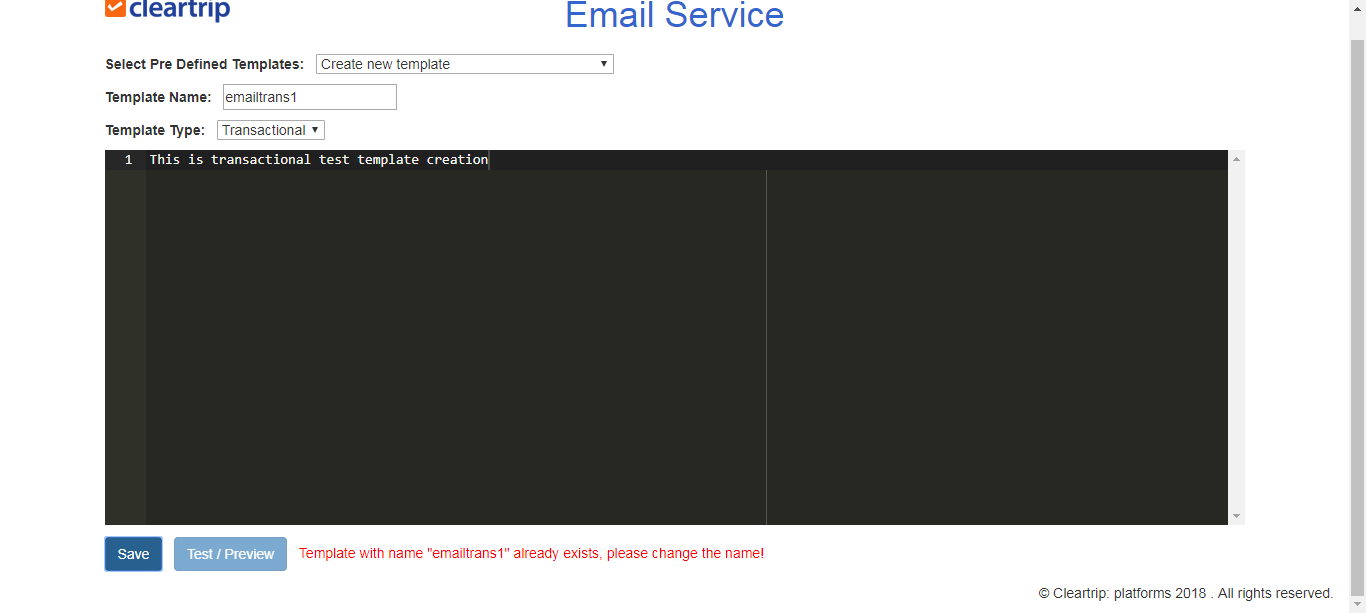 cleartrip
Email Service
Select Pre Defined Templates: Create new template
Template Name: emailtrans1
Template Type: Transactional
1 This is transactional test template creation
Save Test / Preview Template with name "emailtrans1" already exists, please change the name!
© Cleartrip: platforms 2018 . All rights reserved.